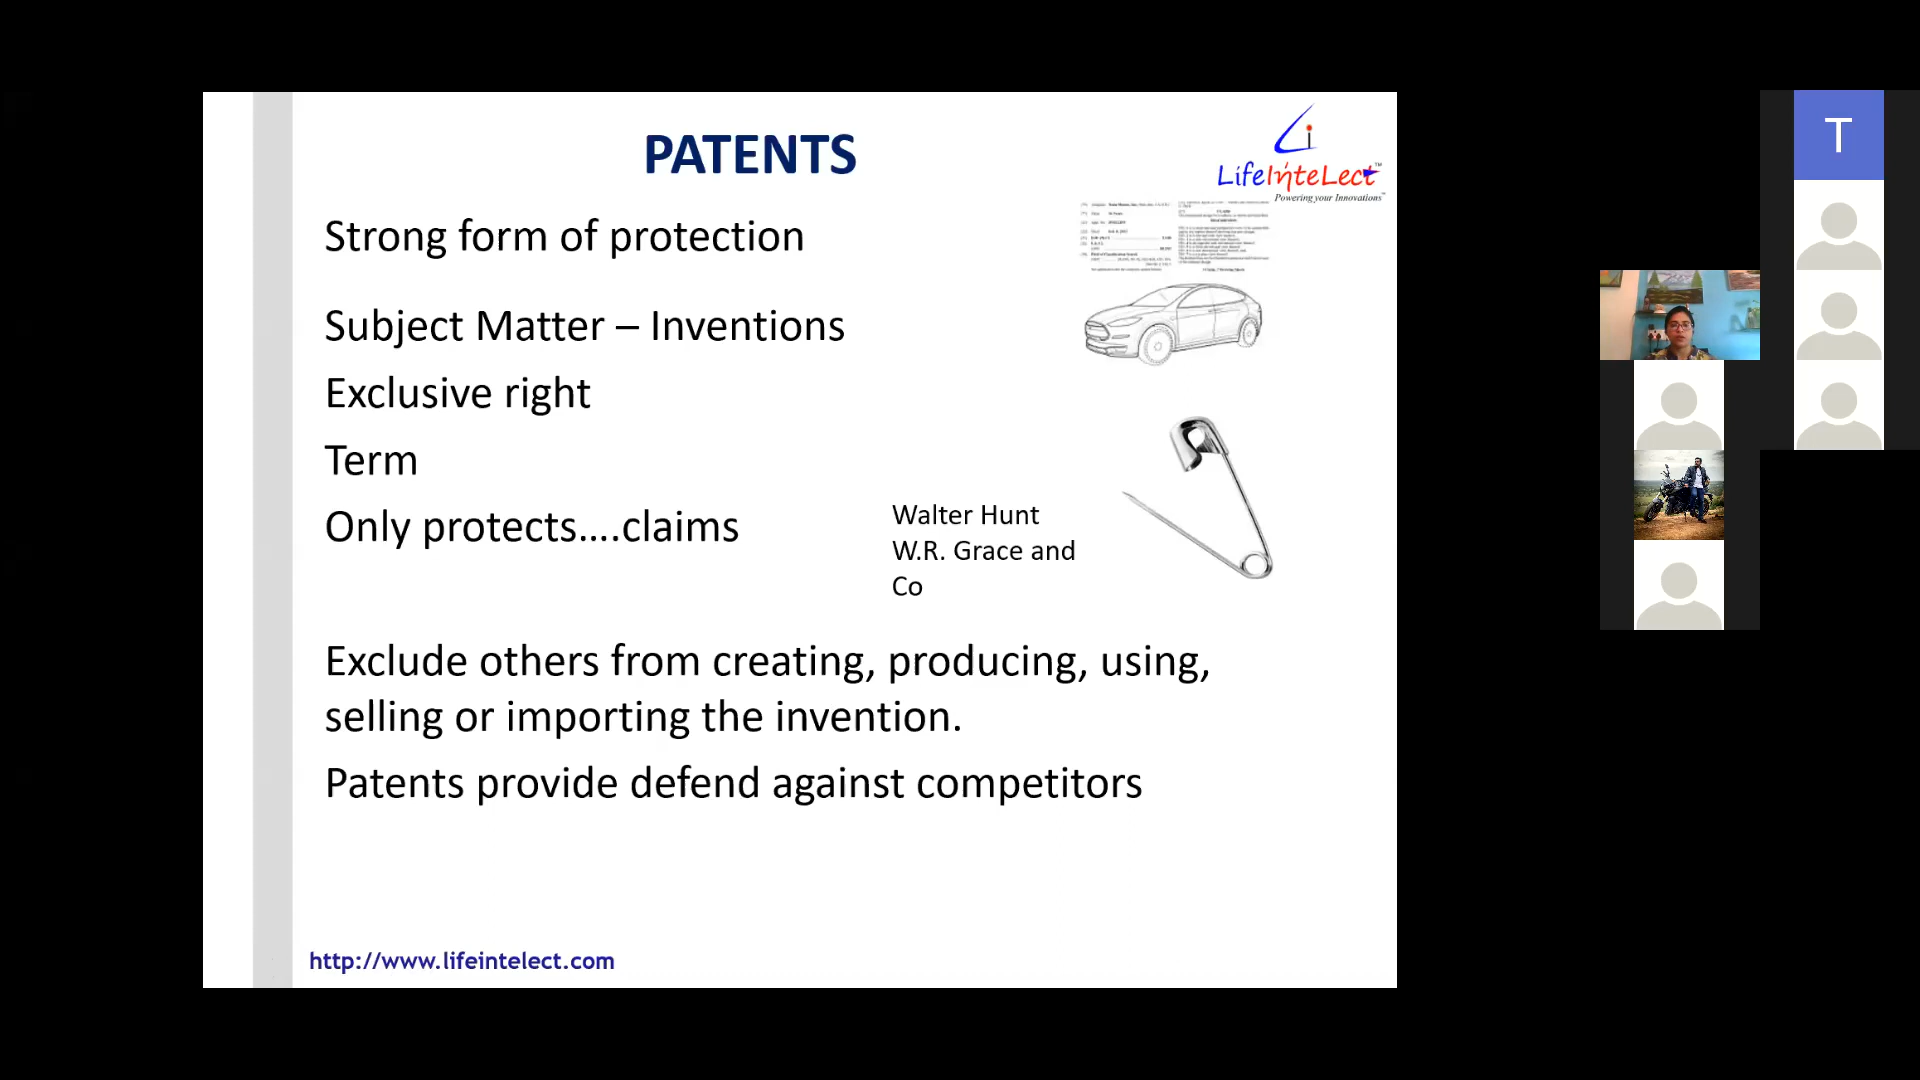 PATENTS
LifeInteLect™
Powering your Innovations
Strong form of protection
Subject Matter – Inventions
Exclusive right
Term
Only protects....claims
Walter Hunt
W.R. Grace and
Co
Exclude others from creating, producing, using,
selling or importing the invention.
Patents provide defend against competitors
http://www.lifeintelect.com
T